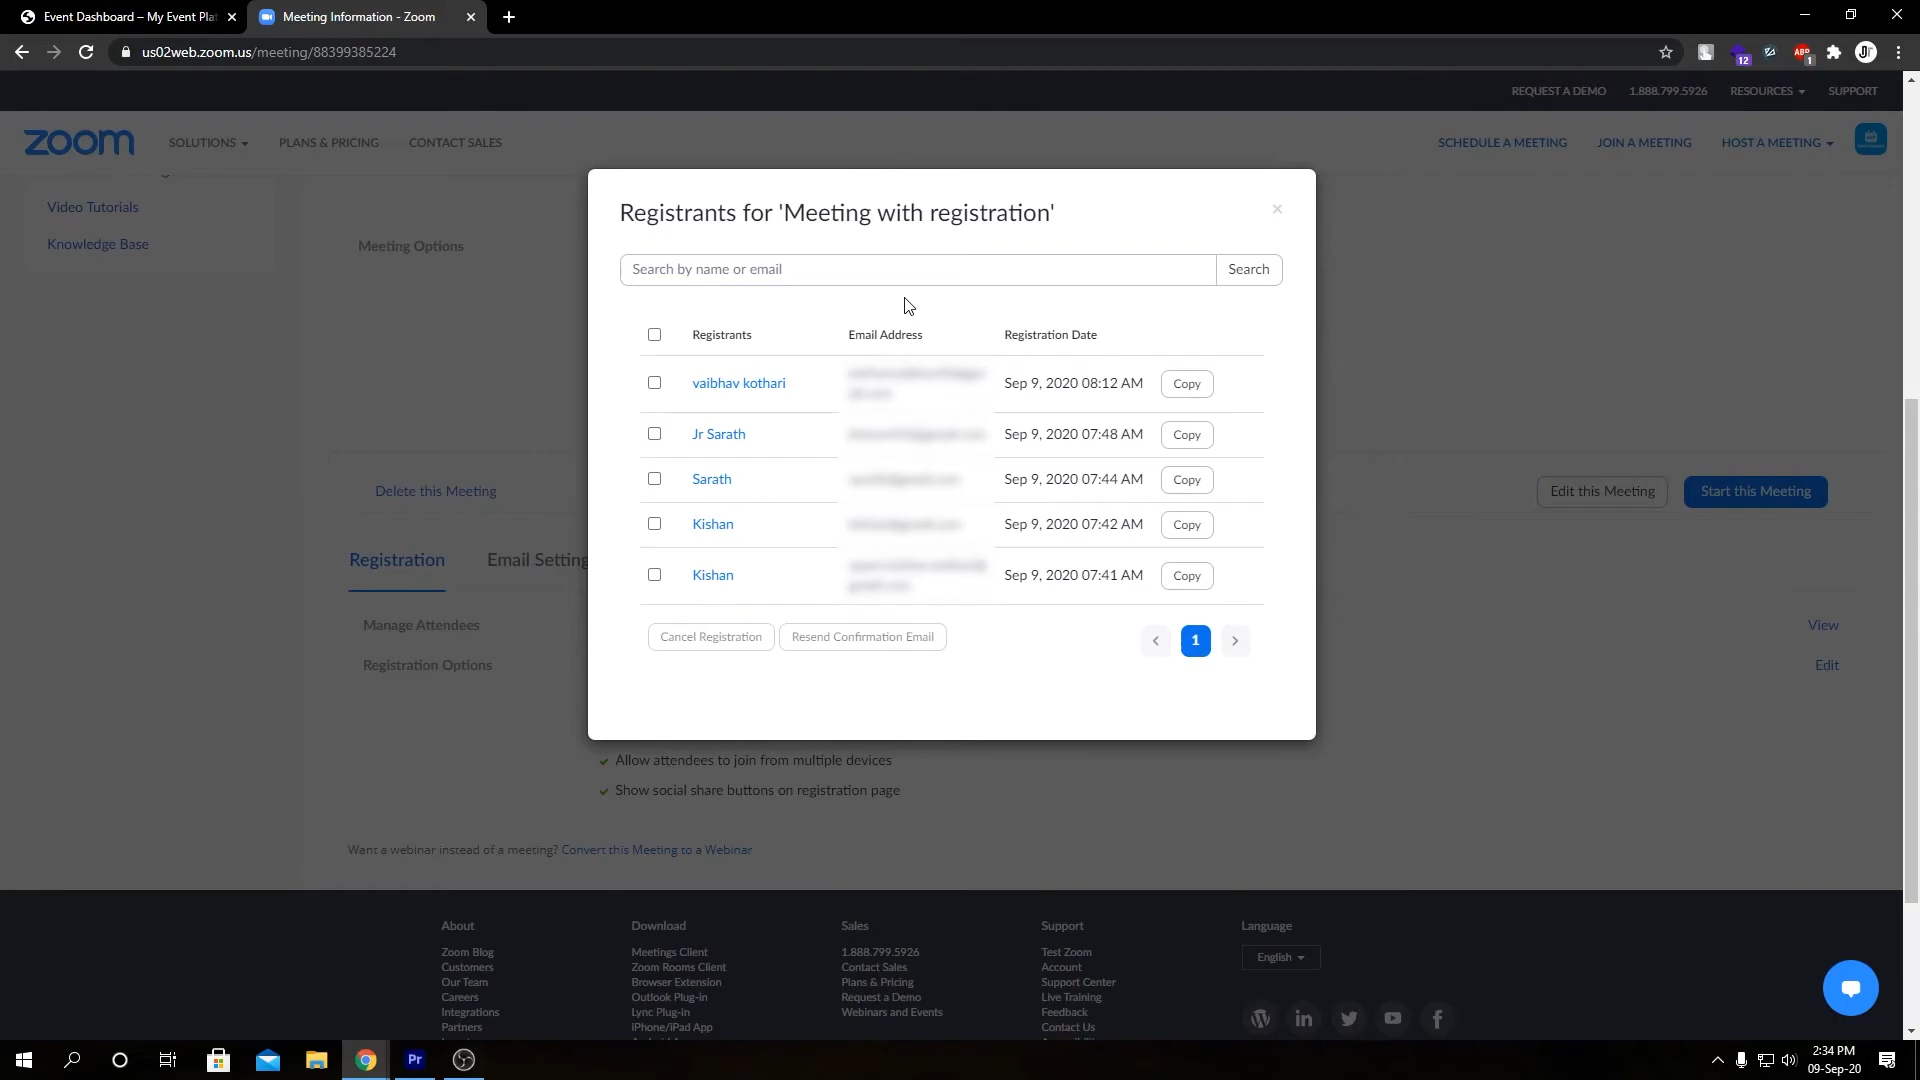 Event Dashboard – My Event Pla
Meeting Information - Zoom
us02web.zoom.us/meeting/88399385224
12
ABP
1
REQUEST A DEMO
1.888.799.5926
RESOURCES
SUPPORT
zoom
SOLUTIONS
PLANS & PRICING
CONTACT SALES
SCHEDULE A MEETING
JOIN A MEETING
HOST A MEETING
Video Tutorials
Knowledge Base
Meeting Options
Registrants for 'Meeting with registration'
Search by name or email
Search
Registrants
Email Address
Registration Date
vaibhav kothari
Sep 9, 2020 08:12 AM
Copy
Jr Sarath
Sep 9, 2020 07:48 AM
Copy
Sarath
Sep 9, 2020 07:44 AM
Copy
Kishan
Sep 9, 2020 07:42 AM
Copy
Kishan
Sep 9, 2020 07:41 AM
Copy
Cancel Registration
Resend Confirmation Email
1
Delete this Meeting
Edit this Meeting
Start this Meeting
Registration
Email Setting
Manage Attendees
View
Registration Options
Edit
Allow attendees to join from multiple devices
Show social share buttons on registration page
Want a webinar instead of a meeting? Convert this Meeting to a Webinar
About
Zoom Blog
Customers
Our Team
Careers
Integrations
Partners
Download
Meetings Client
Zoom Rooms Client
Browser Extension
Outlook Plug-in
Lync Plug-in
iPhone/iPad App
Sales
1.888.799.5926
Contact Sales
Plans & Pricing
Request a Demo
Webinars and Events
Support
Test Zoom
Account
Support Center
Live Training
Feedback
Contact Us
Language
English
Pr
2:34 PM
09-Sep-20